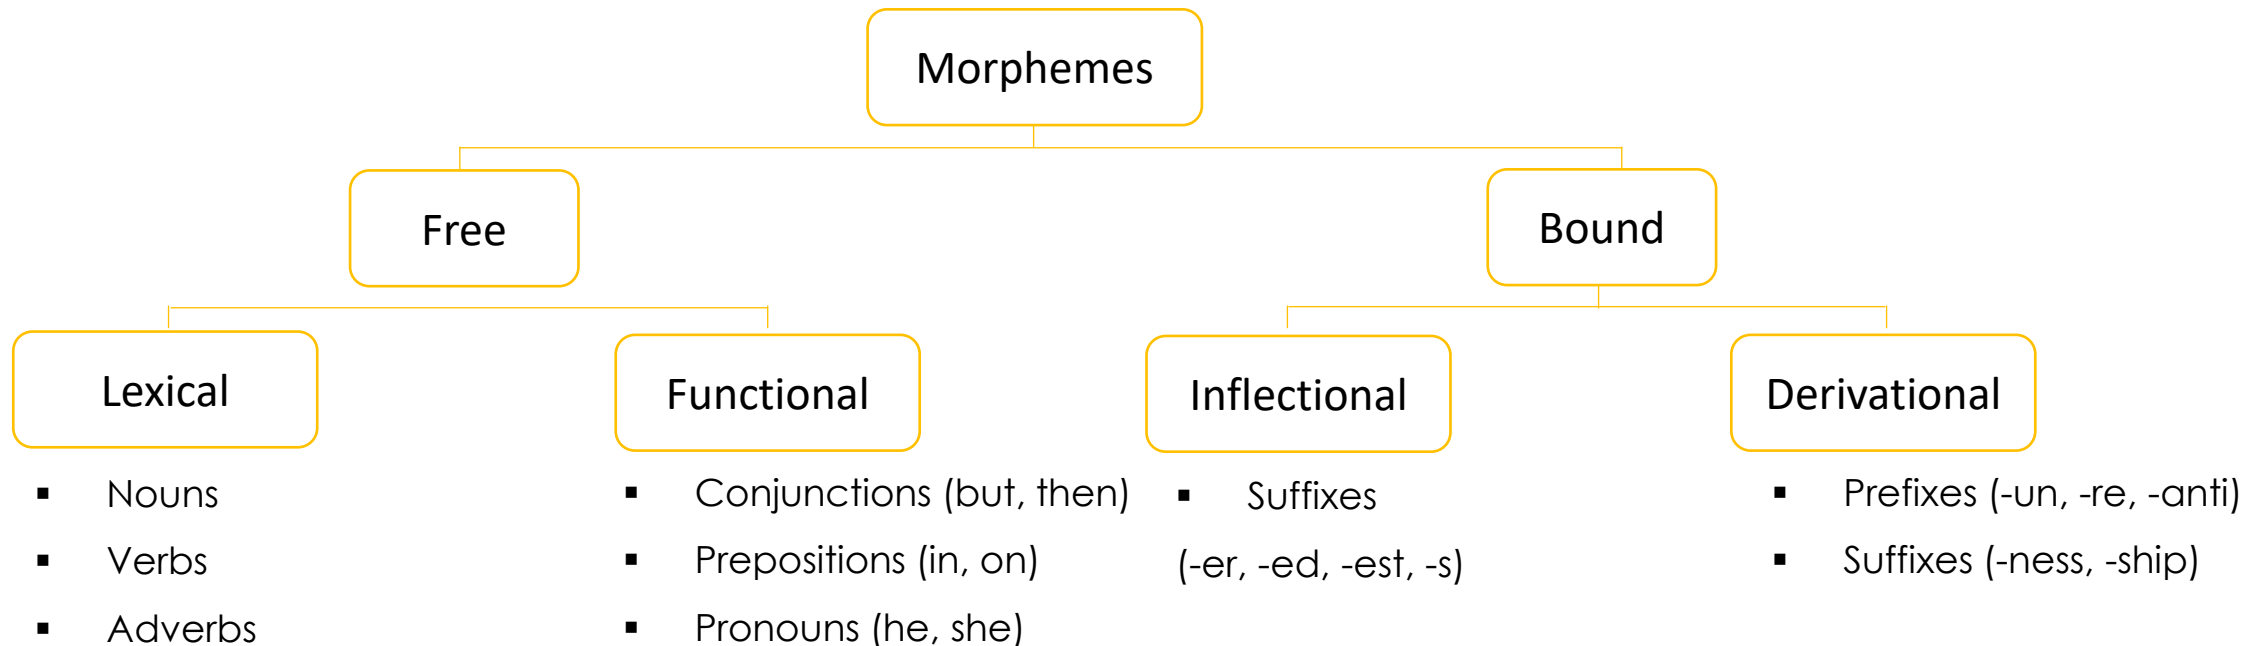 Morphemes
Free
Bound
Lexical
Functional
Inflectional
Derivational
▪ Nouns
▪ Verbs
▪ Adverbs
▪ Conjunctions (but, then)
▪ Prepositions (in, on)
▪ Pronouns (he, she)
▪ Suffixes
(-er, -ed, -est, -s)
▪ Prefixes (-un, -re, -anti)
▪ Suffixes (-ness, -ship)